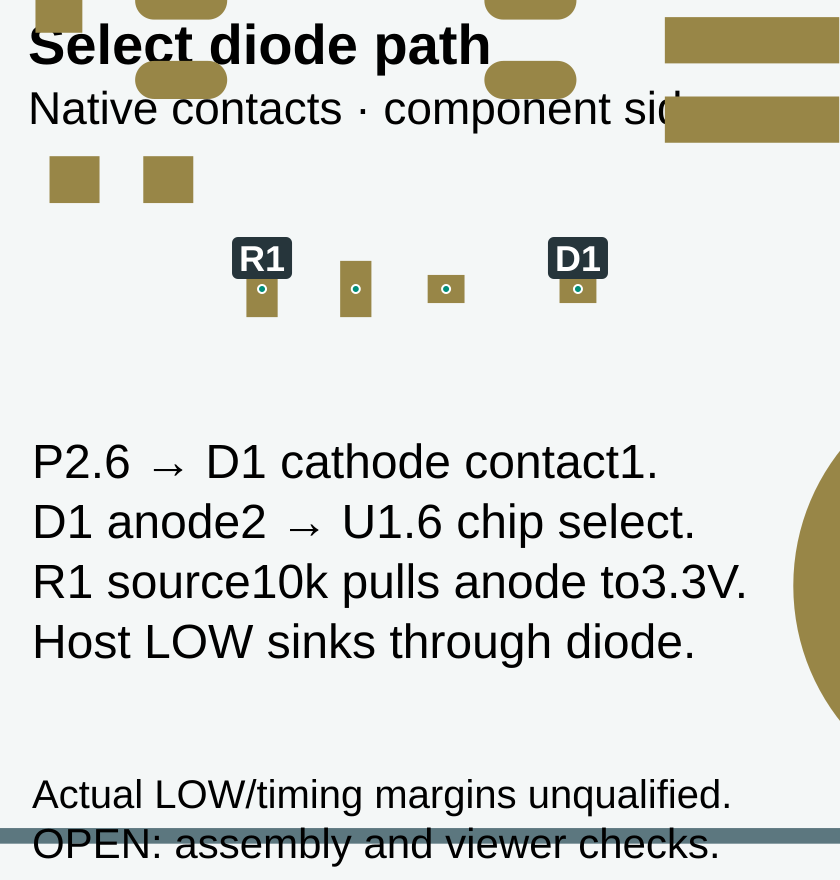 Select diode path
Native contacts · component side
R1
D1
P2.6 → D1 cathode contact1.
D1 anode2 → U1.6 chip select.
R1 source10k pulls anode to3.3V.
Host LOW sinks through diode.
Actual LOW/timing margins unqualified.
OPEN: assembly and viewer checks.